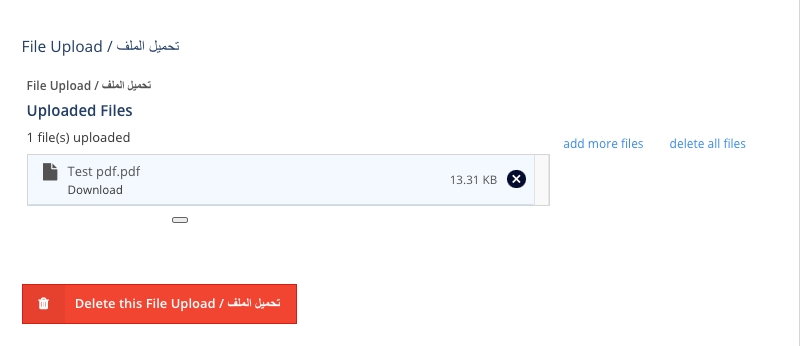 File Upload / تحميل الملف
File Upload / تحميل الملف
Uploaded Files
1 file(s) uploaded
add more files
delete all files
Test pdf.pdf
Download
13.31 KB
Delete this File Upload / تحميل الملف